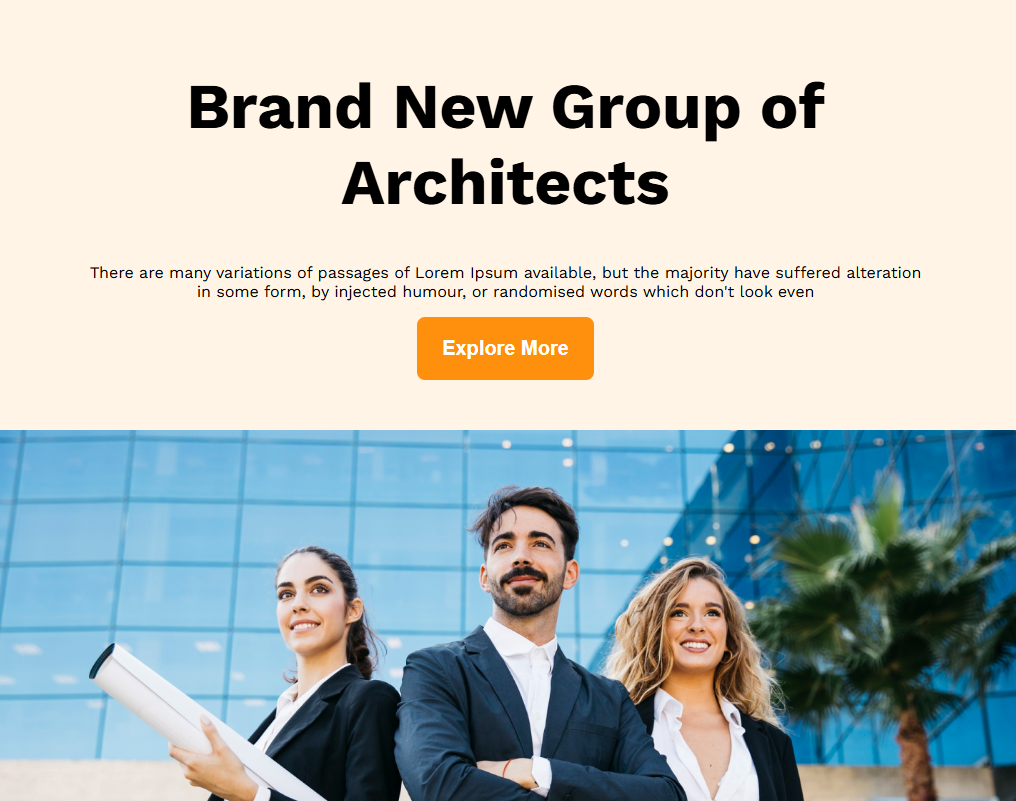 Brand New Group of
Architects
There are many variations of passages of Lorem Ipsum available, but the majority have suffered alteration
in some form, by injected humour, or randomised words which don't look even
Explore More